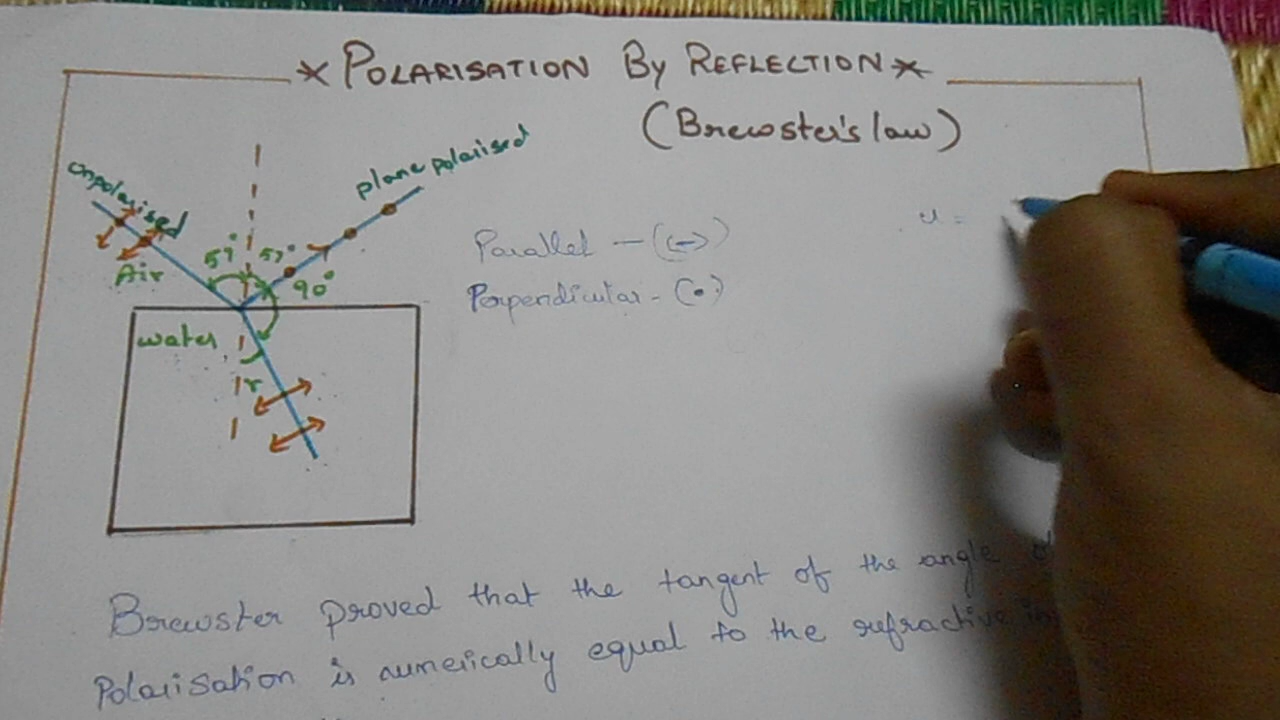 * POLARISATION BY REFLECTION *
(Brewster's law)
unpolarised
plane polarised
57° 57°
Air
90°
water
r
Parallel - (↔)
Perpendicular - (•)
u =
Brewster proved that the tangent of the angle
Polarisation is numerically equal to the refractive in